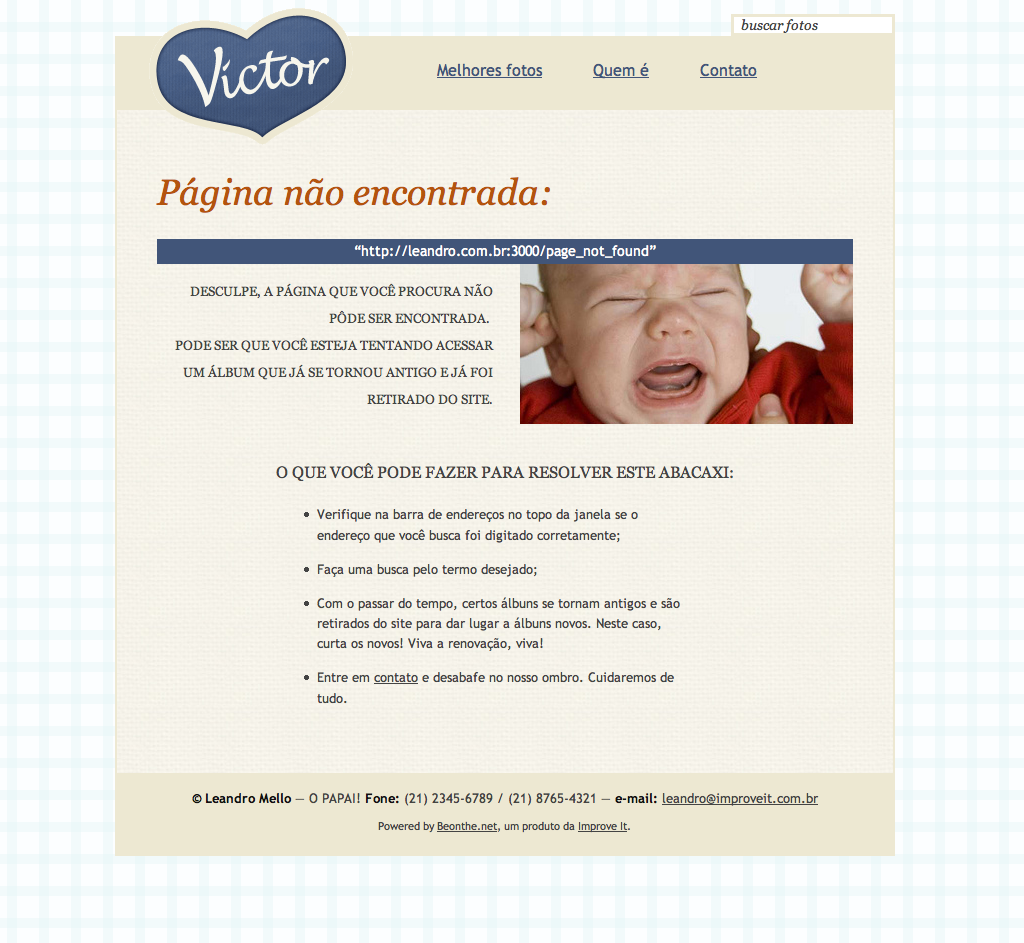 buscar fotos
Victor
Melhores fotos Quem é Contato
Página não encontrada:
“http://leandro.com.br:3000/page_not_found”
DESCULPE, A PÁGINA QUE VOCÊ PROCURA NÃO
PÔDE SER ENCONTRADA.
PODE SER QUE VOCÊ ESTEJA TENTANDO ACESSAR
UM ÁLBUM QUE JÁ SE TORNOU ANTIGO E JÁ FOI
RETIRADO DO SITE.
O QUE VOCÊ PODE FAZER PARA RESOLVER ESTE ABACAXI:
• Verifique na barra de endereços no topo da janela se o
endereço que você busca foi digitado corretamente;
• Faça uma busca pelo termo desejado;
• Com o passar do tempo, certos álbuns se tornam antigos e são
retirados do site para dar lugar a álbuns novos. Neste caso,
curta os novos! Viva a renovação, viva!
• Entre em contato e desabafe no nosso ombro. Cuidaremos de
tudo.
© Leandro Mello — O PAPAI! Fone: (21) 2345-6789 / (21) 8765-4321 — e-mail: leandro@improveit.com.br
Powered by Beonthe.net, um produto da Improve It.